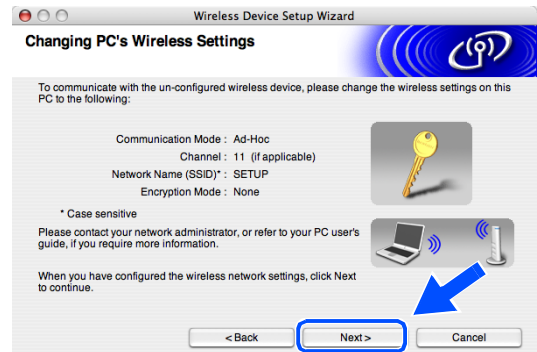 Wireless Device Setup Wizard
Changing PC's Wireless Settings
To communicate with the un-configured wireless device, please change the wireless settings on this
PC to the following:
Communication Mode : Ad-Hoc
Channel : 11 (if applicable)
Network Name (SSID)* : SETUP
Encryption Mode : None
* Case sensitive
Please contact your network administrator, or refer to your PC user's
guide, if you require more information.
When you have configured the wireless network settings, click Next
to continue.
< Back Next > Cancel